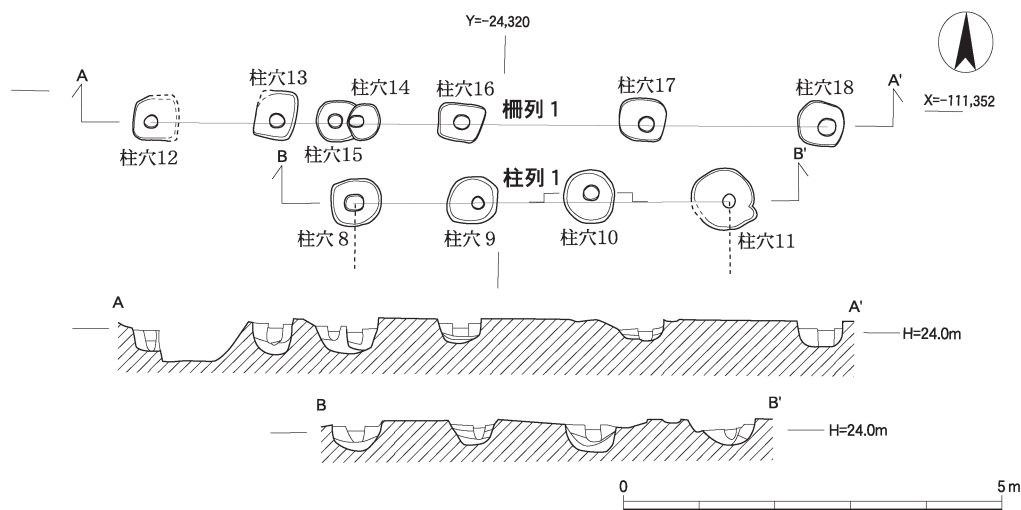 Y=-24,320
A
柱穴13
柱穴14
柱穴16
柱穴17
柱穴18
A'
X=-111,352
柵列 1
柱穴12
柱穴15
B
B'
柱列 1
柱穴 8
柱穴 9
柱穴10
柱穴11
A
A'
H=24.0m
B
B'
H=24.0m
0
5 m